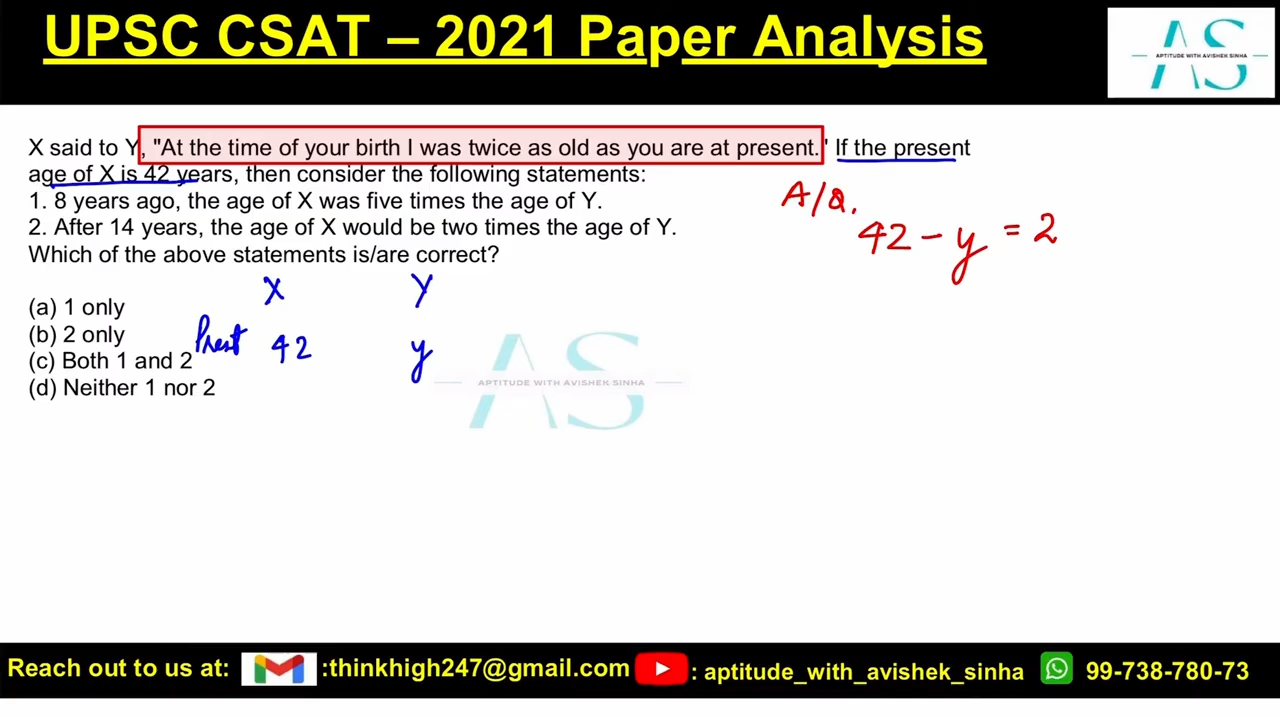 UPSC CSAT – 2021 Paper Analysis
AS
APTITUDE WITH AVISHEK SINHA
X said to Y, "At the time of your birth I was twice as old as you are at present." If the present
age of X is 42 years, then consider the following statements:
1. 8 years ago, the age of X was five times the age of Y.
2. After 14 years, the age of X would be two times the age of Y.
Which of the above statements is/are correct?
A/Q.
42 - y = 2
(a) 1 only
(b) 2 only
(c) Both 1 and 2
(d) Neither 1 nor 2
X Y
Prest 42 y
AS
APTITUDE WITH AVISHEK SINHA
Reach out to us at: :thinkhigh247@gmail.com : aptitude_with_avishek_sinha 99-738-780-73